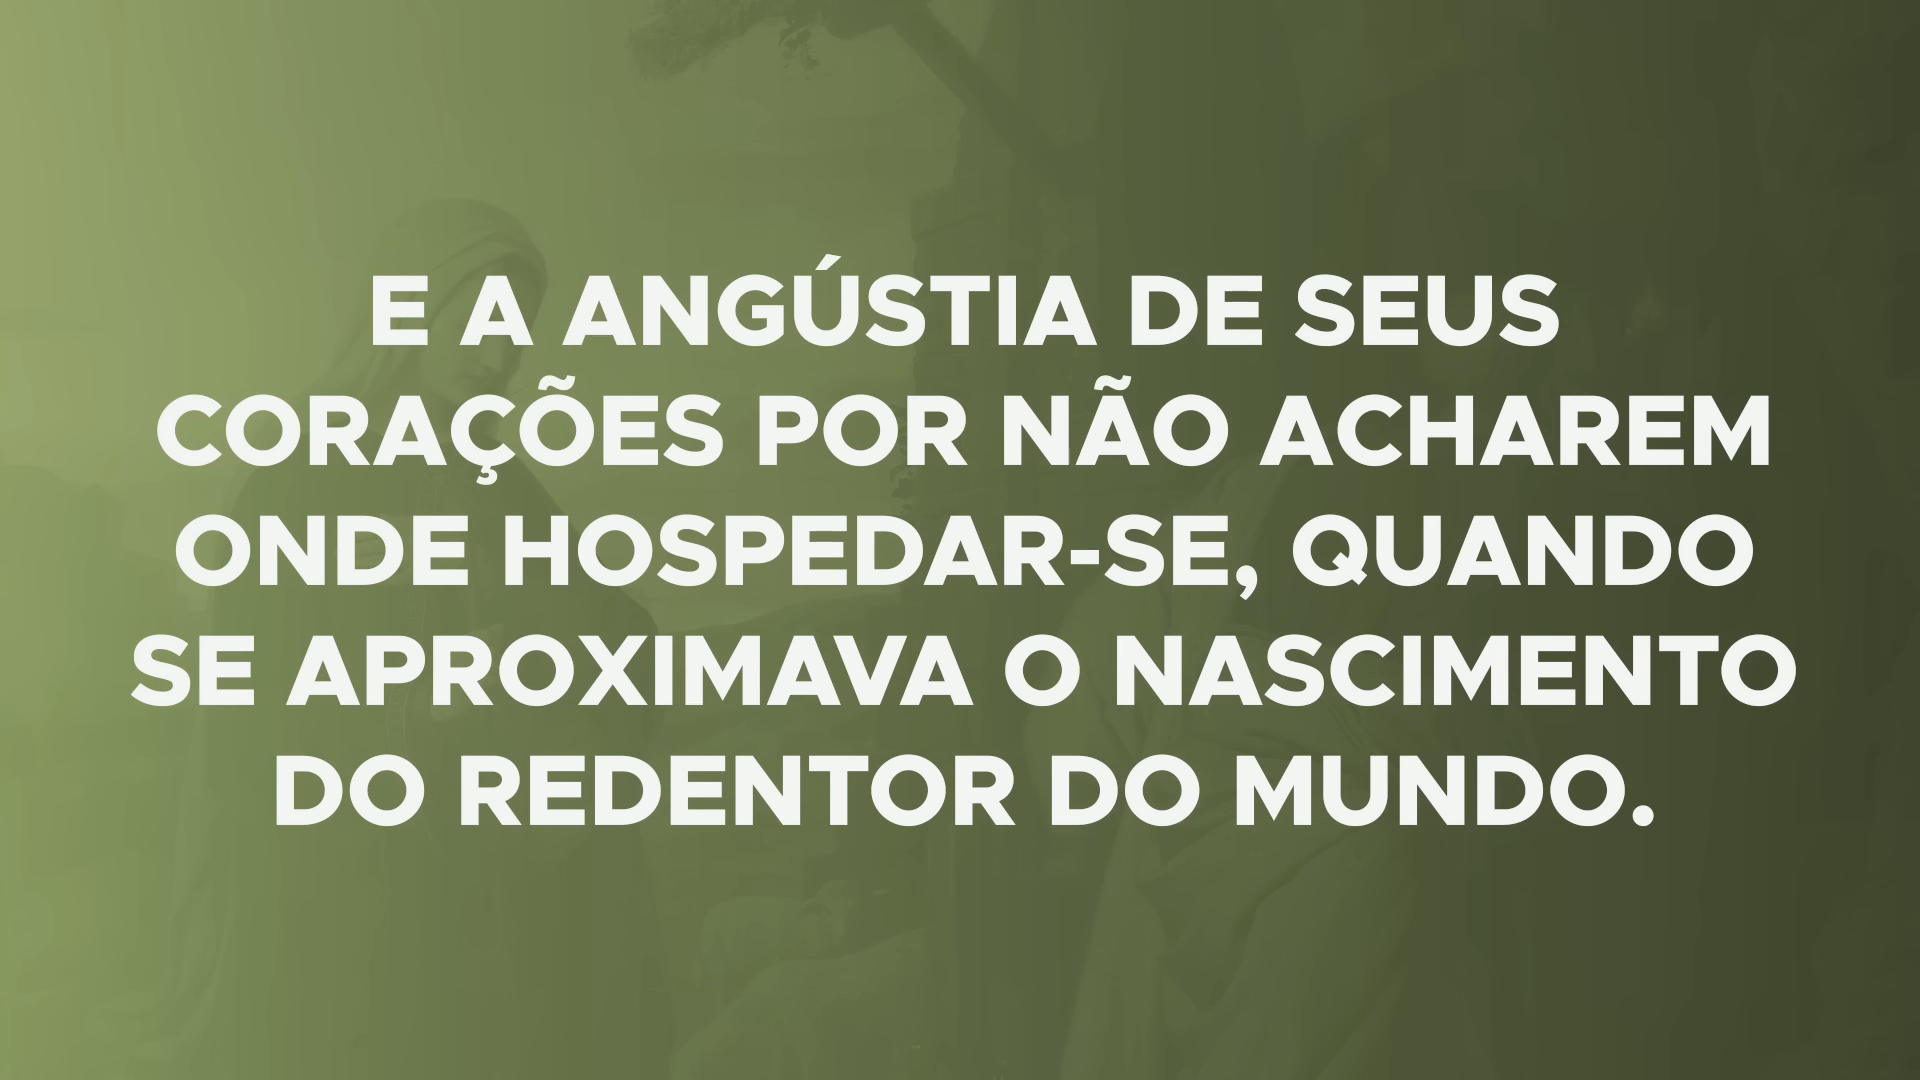 E A ANGÚSTIA DE SEUS
CORAÇÕES POR NÃO ACHAREM
ONDE HOSPEDAR-SE, QUANDO
SE APROXIMAVA O NASCIMENTO
DO REDENTOR DO MUNDO.